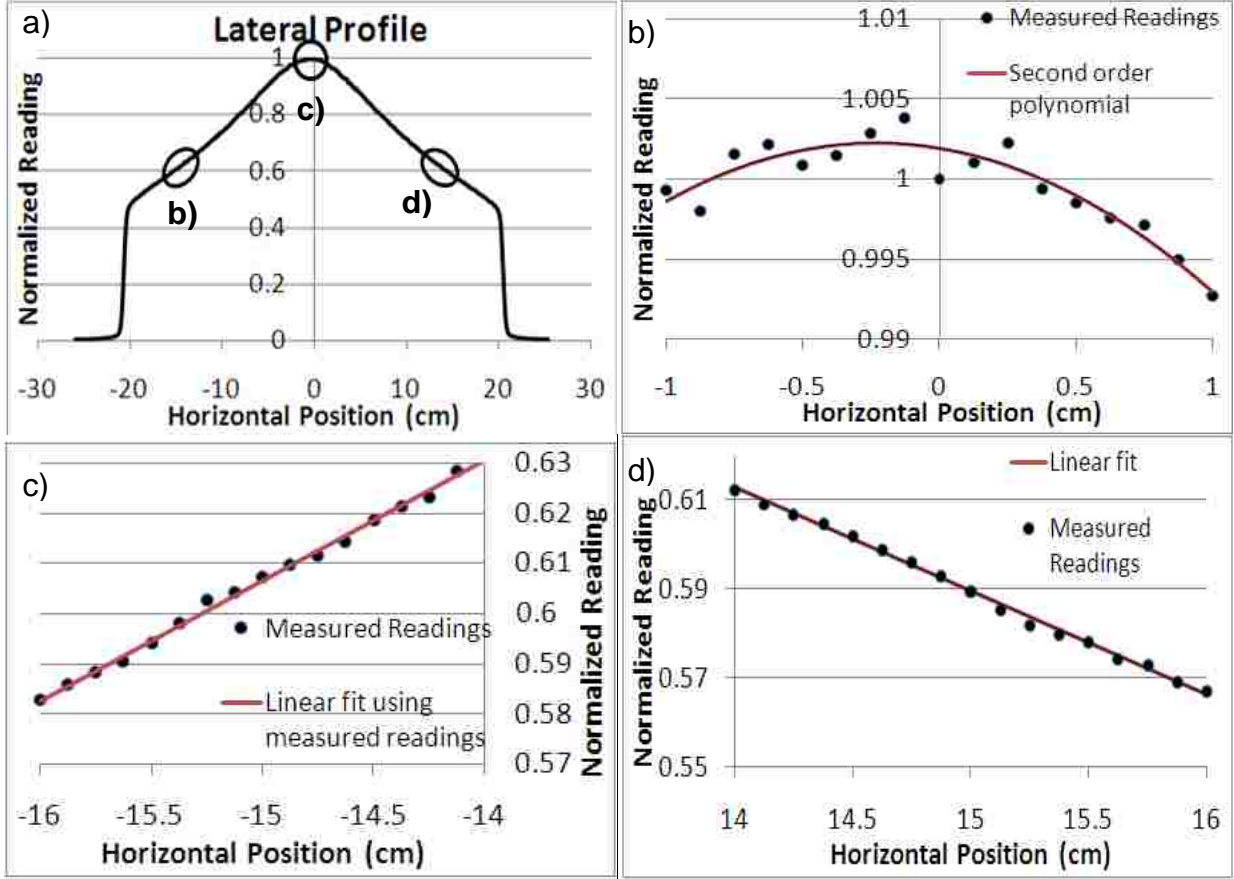 a)
Lateral Profile
Normalized Reading
1
0.8
0.6
0.4
0.2
0
c)
b)
d)
-30
-20
-10
0
10
20
30
Horizontal Position (cm)
b)
Normalized Reading
1.01
1.005
1
0.995
0.99
Measured Readings
Second order
polynomial
-1
-0.5
0
0.5
1
Horizontal Position (cm)
c)
0.63
0.62
0.61
0.6
0.59
0.58
0.57
Normalized Reading
Measured Readings
Linear fit using
measured readings
-16
-15.5
-15
-14.5
-14
Horizontal Position (cm)
d)
Normalized Reading
0.61
0.59
0.57
0.55
Linear fit
Measured
Readings
14
14.5
15
15.5
16
Horizontal Position (cm)